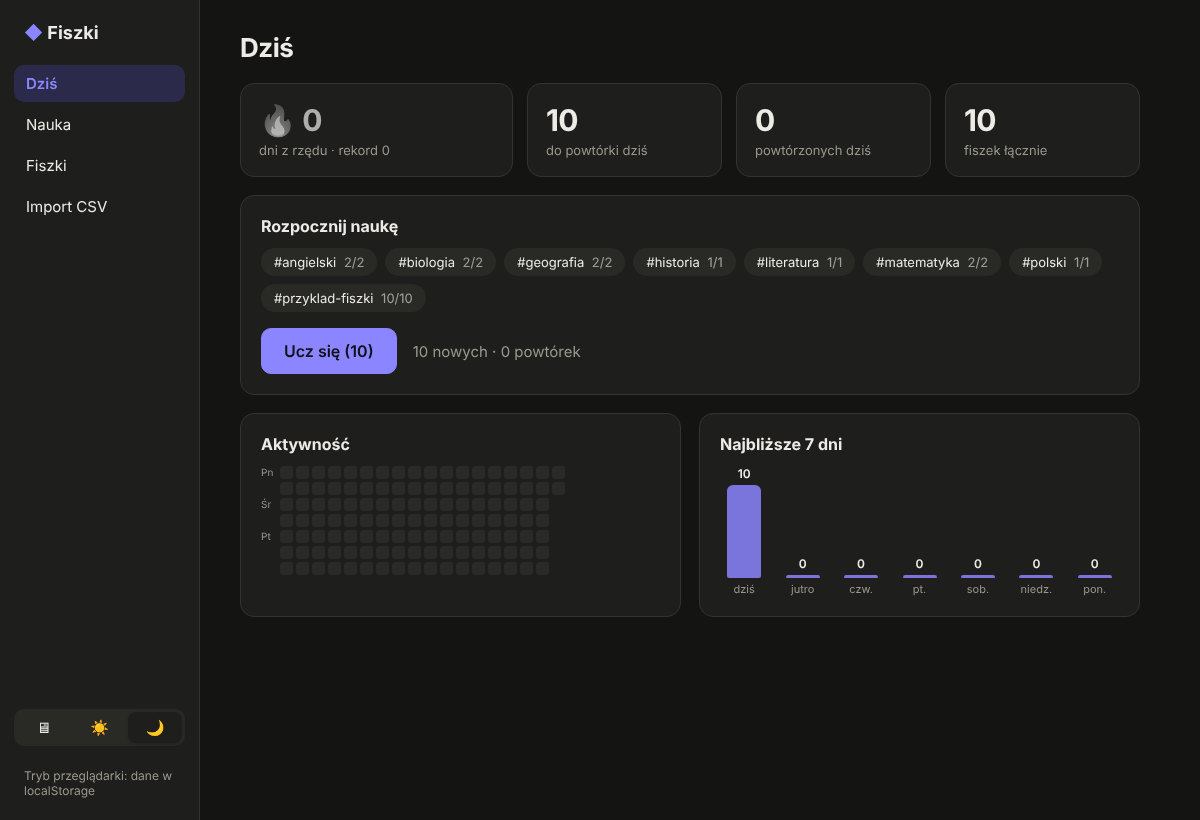 Fiszki
Dziś
Nauka
Fiszki
Import CSV
Tryb przeglądarki: dane w
localStorage
Dziś
0
dni z rzędu · rekord 0
10
do powtórki dziś
0
powtórzonych dziś
10
fiszek łącznie
Rozpocznij naukę
#angielski 2/2 #biologia 2/2 #geografia 2/2 #historia 1/1 #literatura 1/1 #matematyka 2/2 #polski 1/1
#przyklad-fiszki 10/10
Ucz się (10) 10 nowych · 0 powtórek
Aktywność
Pn
Śr
Pt
Najbliższe 7 dni
10 0 0 0 0 0 0
dziś jutro czw. pt. sob. niedz. pon.